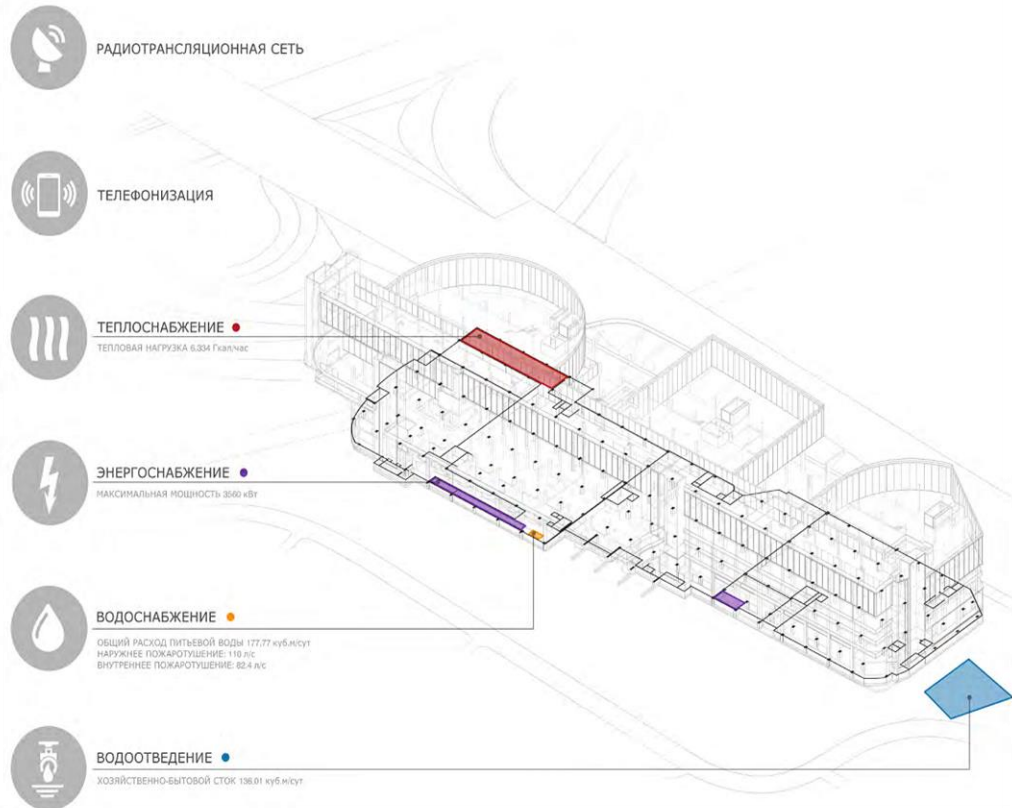 РАДИОТРАНСЛЯЦИОННАЯ СЕТЬ
ТЕЛЕФОНИЗАЦИЯ
ТЕПЛОСНАБЖЕНИЕ
ТЕПЛОВАЯ НАГРУЗКА 6.334 Гкал/час
ЭНЕРГОСНАБЖЕНИЕ
МАКСИМАЛЬНАЯ МОЩНОСТЬ 3560 кВт
ВОДОСНАБЖЕНИЕ
ОБЩИЙ РАСХОД ПИТЬЕВОЙ ВОДЫ 177,77 куб.м/сут
НАРУЖНЕЕ ПОЖАРОТУШЕНИЕ: 110 л/с
ВНУТРЕННЕЕ ПОЖАРОТУШЕНИЕ: 82.4 л/с
ВОДООТВЕДЕНИЕ
ХОЗЯЙСТВЕННО-БЫТОВОЙ СТОК 136,01 куб.м/сут